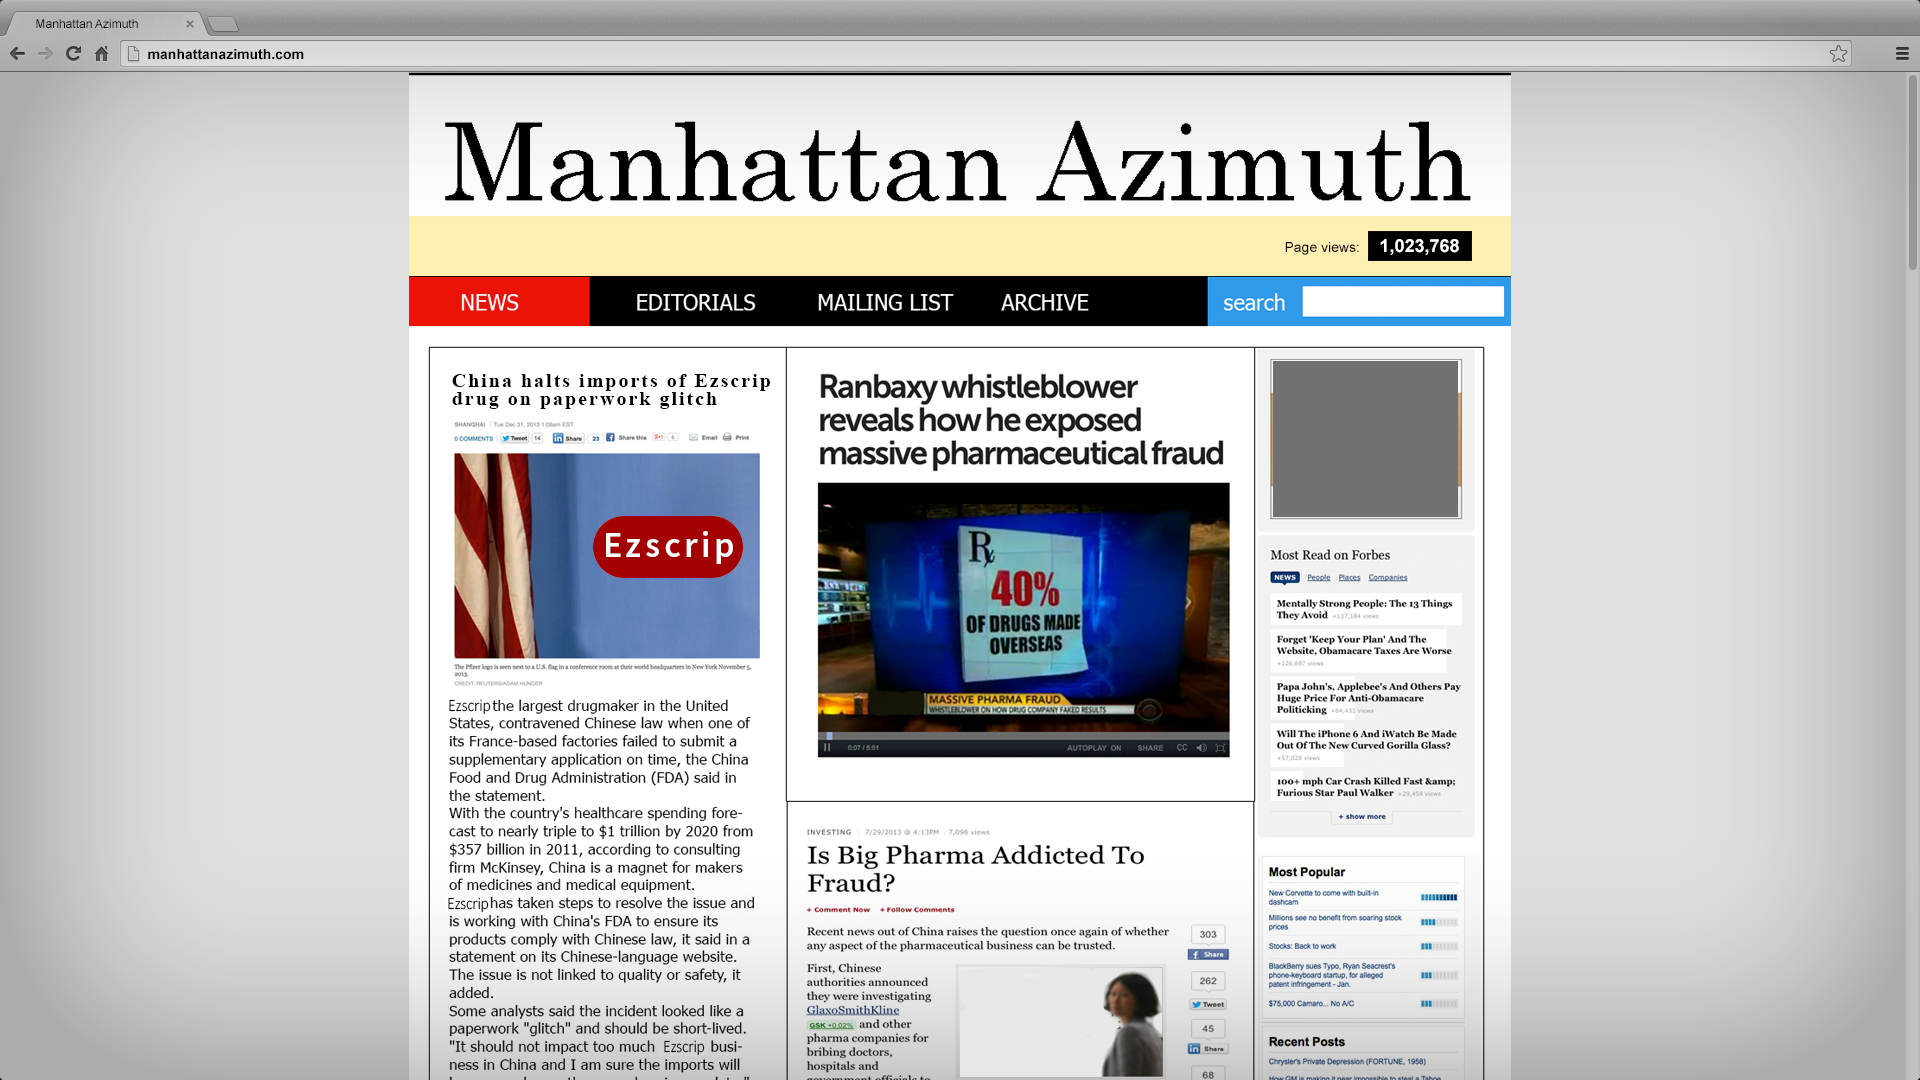 Manhattan Azimuth
manhattanazimuth.com
Manhattan Azimuth
Page views: 1,023,768
NEWS
EDITORIALS
MAILING LIST
ARCHIVE
search
China halts imports of Ezscrip
drug on paperwork glitch
SHANGHAI | Tue Dec 31, 2013 1:09am EST
0 COMMENTS
Tweet 14
Share 23
Share this
+1 6
Email
Print
Ezscrip
The Pfizer logo is seen next to a U.S. flag in a conference room at their world headquarters in New York November 5,
2013.
CREDIT: REUTERS/ADAM HUNGER
Ezscrip the largest drugmaker in the United
States, contravened Chinese law when one of
its France-based factories failed to submit a
supplementary application on time, the China
Food and Drug Administration (FDA) said in
the statement.
With the country's healthcare spending fore-
cast to nearly triple to $1 trillion by 2020 from
$357 billion in 2011, according to consulting
firm McKinsey, China is a magnet for makers
of medicines and medical equipment.
Ezscrip has taken steps to resolve the issue and
is working with China's FDA to ensure its
products comply with Chinese law, it said in a
statement on its Chinese-language website.
The issue is not linked to quality or safety, it
added.
Some analysts said the incident looked like a
paperwork "glitch" and should be short-lived.
"It should not impact too much Ezscrip busi-
ness in China and I am sure the imports will
Ranbaxy whistleblower
reveals how he exposed
massive pharmaceutical fraud
Rx
40%
OF DRUGS MADE
OVERSEAS
MASSIVE PHARMA FRAUD
WHISTLEBLOWER ON HOW DRUG COMPANY FAKED RESULTS
0:07 / 5:51
AUTOPLAY ON
SHARE
CC
INVESTING | 7/29/2013 @ 4:13PM | 7,098 views
Is Big Pharma Addicted To
Fraud?
+ Comment Now + Follow Comments
Recent news out of China raises the question once again of whether
any aspect of the pharmaceutical business can be trusted.
First, Chinese
authorities announced
they were investigating
GlaxoSmithKline
GSK +0.02% and other
pharma companies for
bribing doctors,
hospitals and
government officials to
303
Share
262
Tweet
45
Share
68
Most Read on Forbes
NEWS People Places Companies
Mentally Strong People: The 13 Things
They Avoid +137,184 views
Forget 'Keep Your Plan' And The
Website, Obamacare Taxes Are Worse
+126,607 views
Papa John's, Applebee's And Others Pay
Huge Price For Anti-Obamacare
Politicking +64,431 views
Will The iPhone 6 And iWatch Be Made
Out Of The New Curved Gorilla Glass?
+57,029 views
100+ mph Car Crash Killed Fast &amp;
Furious Star Paul Walker +29,458 views
+ show more
Most Popular
New Corvette to come with built-in
dashcam
Millions see no benefit from soaring stock
prices
Stocks: Back to work
BlackBerry sues Typo, Ryan Seacrest's
phone-keyboard startup, for alleged
patent infringement - Jan.
$75,000 Camaro... No A/C
Recent Posts
Chrysler's Private Depression (FORTUNE, 1958)
How GM is making it near impossible to steal a Tahoe